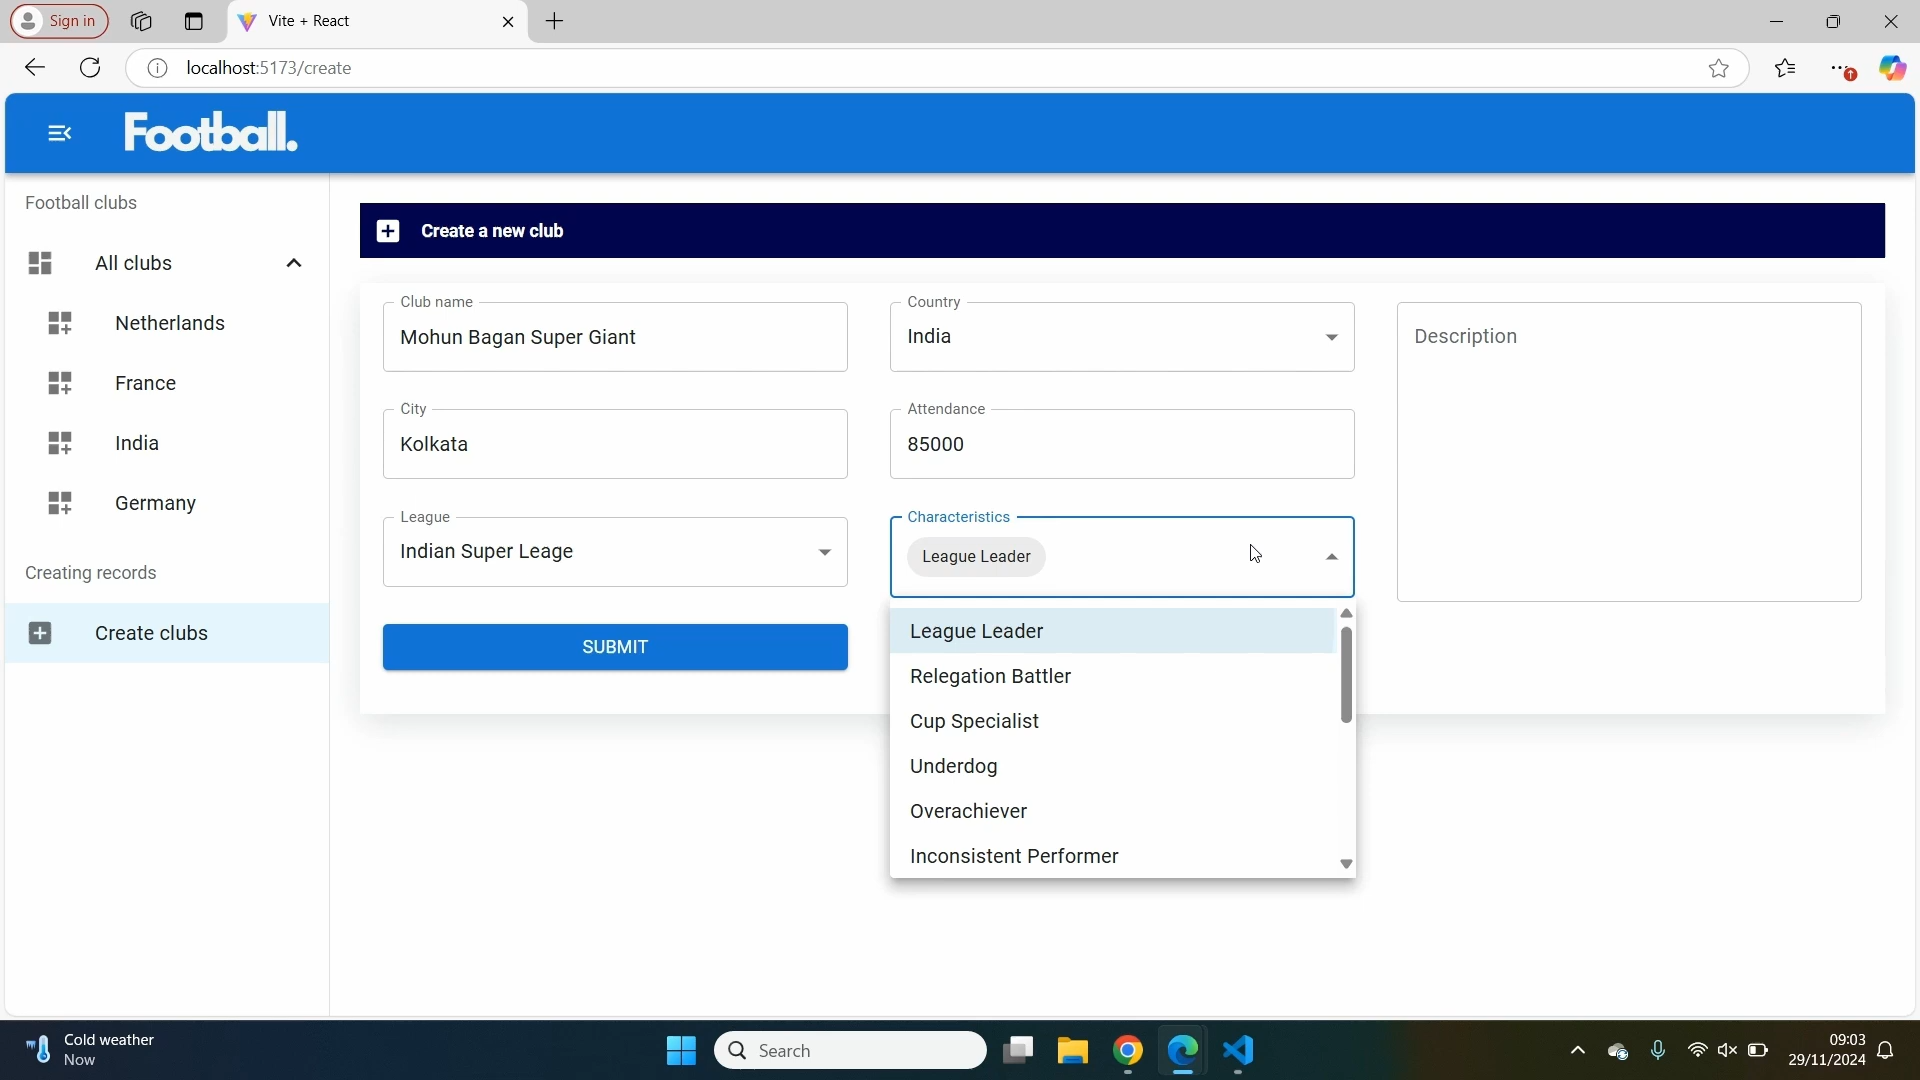 Sign in
Vite + React
localhost:5173/create
Football.
Football clubs
All clubs
Netherlands
France
India
Germany
Creating records
Create clubs
Create a new club
Club name
Mohun Bagan Super Giant
Country
India
Description
City
Kolkata
Attendance
85000
League
Indian Super Leage
Characteristics
League Leader
SUBMIT
League Leader
Relegation Battler
Cup Specialist
Underdog
Overachiever
Inconsistent Performer
Cold weather
Now
Search
09:03
29/11/2024